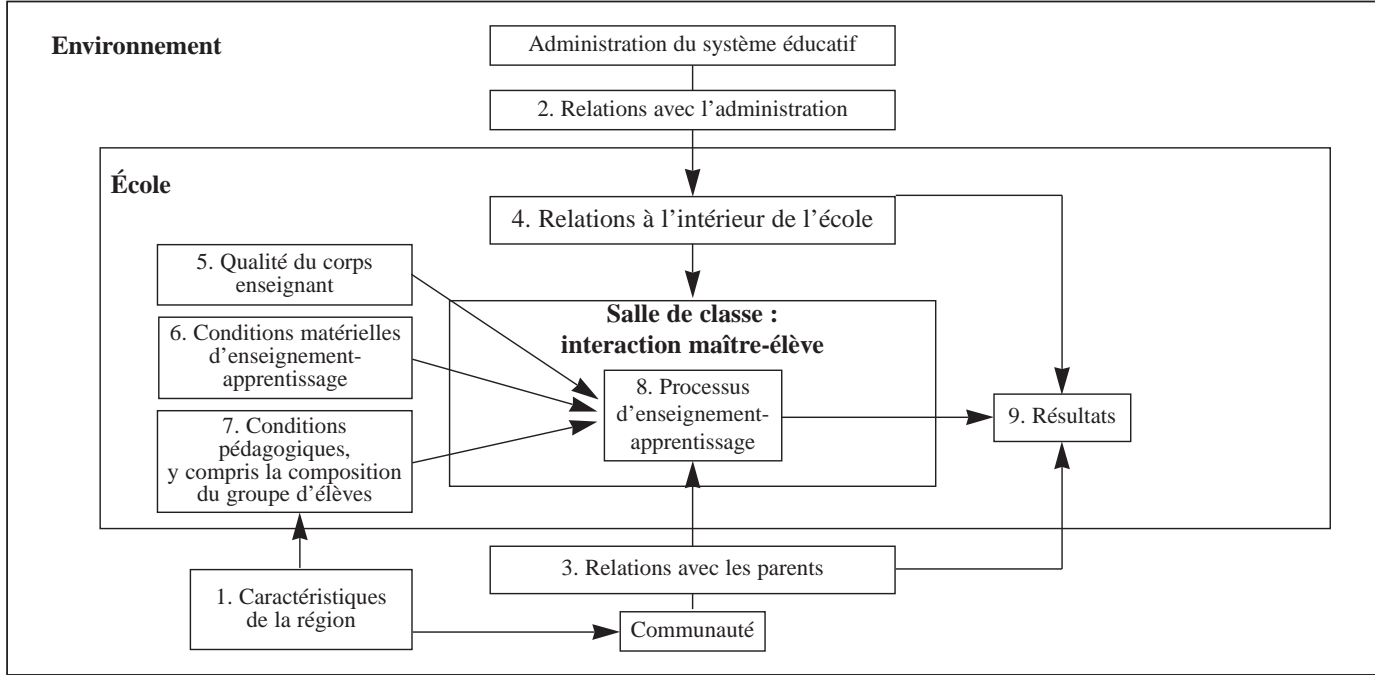 Environnement
Administration du système éducatif
2. Relations avec l’administration
École
4. Relations à l’intérieur de l’école
5. Qualité du corps
enseignant
6. Conditions matérielles
d’enseignement-
apprentissage
7. Conditions
pédagogiques,
y compris la composition
du groupe d’élèves
Salle de classe :
interaction maître-élève
8. Processus
d’enseignement-
apprentissage
9. Résultats
3. Relations avec les parents
1. Caractéristiques
de la région
Communauté